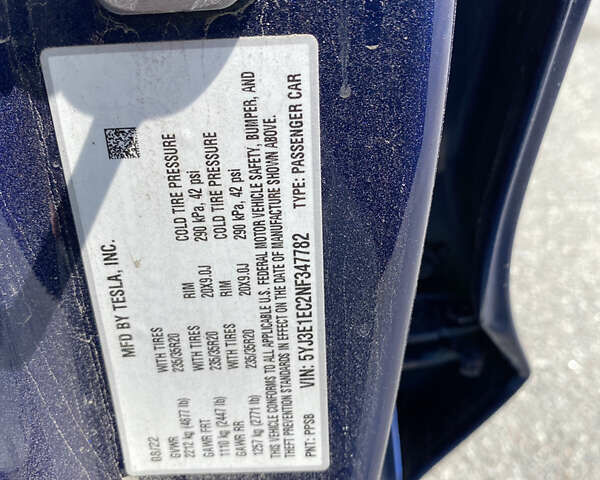 MFD BY TESLA, INC.
08/22
GVWR WITH TIRES RIM COLD TIRE PRESSURE
2212 kg (4877 lb) 235/35R20 20X9.0J 290 kPa, 42 psi
GAWR FRT WITH TIRES RIM COLD TIRE PRESSURE
1110 kg (2447 lb) 235/35R20 20X9.0J 290 kPa, 42 psi
GAWR RR
1257 kg (2771 lb)
THIS VEHICLE CONFORMS TO ALL APPLICABLE U.S. FEDERAL MOTOR VEHICLE SAFETY, BUMPER, AND
THEFT PREVENTION STANDARDS IN EFFECT ON THE DATE OF MANUFACTURE SHOWN ABOVE.
VIN: 5YJ3E1EC2NF347782 TYPE: PASSENGER CAR
PNT: PPSB